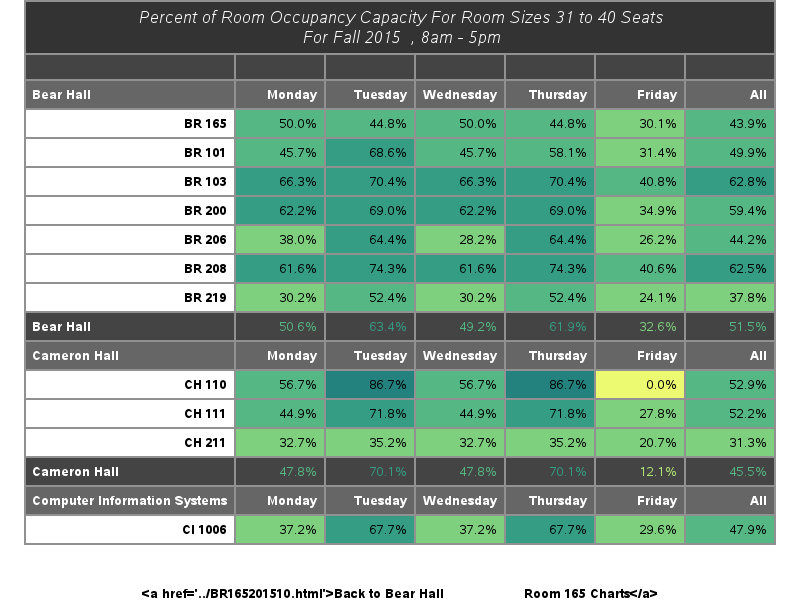 Percent of Room Occupancy Capacity For Room Sizes 31 to 40 Seats
For Fall 2015 , 8am - 5pm
Bear Hall Monday Tuesday Wednesday Thursday Friday All
BR 165 50.0% 44.8% 50.0% 44.8% 30.1% 43.9%
BR 101 45.7% 68.6% 45.7% 58.1% 31.4% 49.9%
BR 103 66.3% 70.4% 66.3% 70.4% 40.8% 62.8%
BR 200 62.2% 69.0% 62.2% 69.0% 34.9% 59.4%
BR 206 38.0% 64.4% 28.2% 64.4% 26.2% 44.2%
BR 208 61.6% 74.3% 61.6% 74.3% 40.6% 62.5%
BR 219 30.2% 52.4% 30.2% 52.4% 24.1% 37.8%
Bear Hall 50.6% 63.4% 49.2% 61.9% 32.6% 51.5%
Cameron Hall Monday Tuesday Wednesday Thursday Friday All
CH 110 56.7% 86.7% 56.7% 86.7% 0.0% 52.9%
CH 111 44.9% 71.8% 44.9% 71.8% 27.8% 52.2%
CH 211 32.7% 35.2% 32.7% 35.2% 20.7% 31.3%
Cameron Hall 47.8% 70.1% 47.8% 70.1% 12.1% 45.5%
Computer Information Systems Monday Tuesday Wednesday Thursday Friday All
CI 1006 37.2% 67.7% 37.2% 67.7% 29.6% 47.9%
<a href='../BR165201510.html'>Back to Bear Hall Room 165 Charts</a>